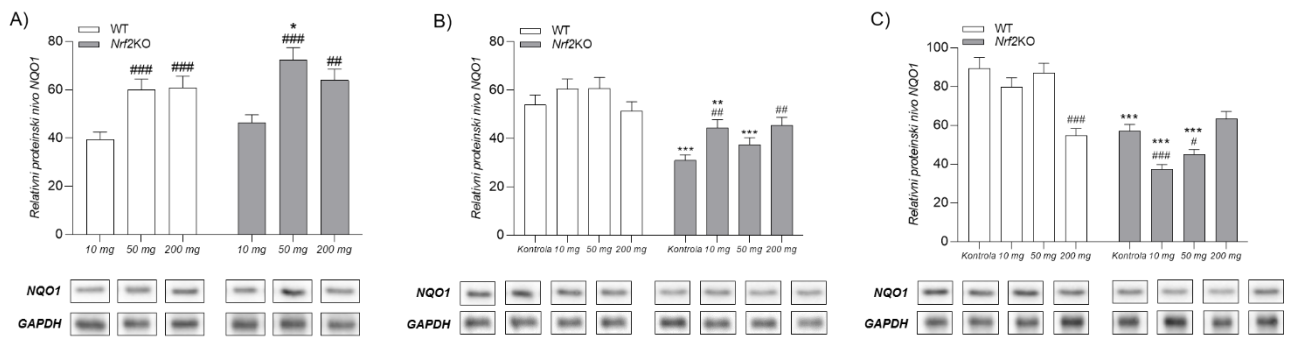 A)
WT
Nrf2KO
Relativni proteinski nivo NQO1
80
60
40
20
0
###
###
*
###
##
10 mg
50 mg
200 mg
10 mg
50 mg
200 mg
NQO1
GAPDH
B)
WT
Nrf2KO
Relativni proteinski nivo NQO1
80
60
40
20
0
***
**
##
***
##
Kontrola
10 mg
50 mg
200 mg
Kontrola
10 mg
50 mg
200 mg
NQO1
GAPDH
C)
WT
Nrf2KO
Relativni proteinski nivo NQO1
100
80
60
40
20
0
###
***
***
###
***
#
Kontrola
10 mg
50 mg
200 mg
Kontrola
10 mg
50 mg
200 mg
NQO1
GAPDH